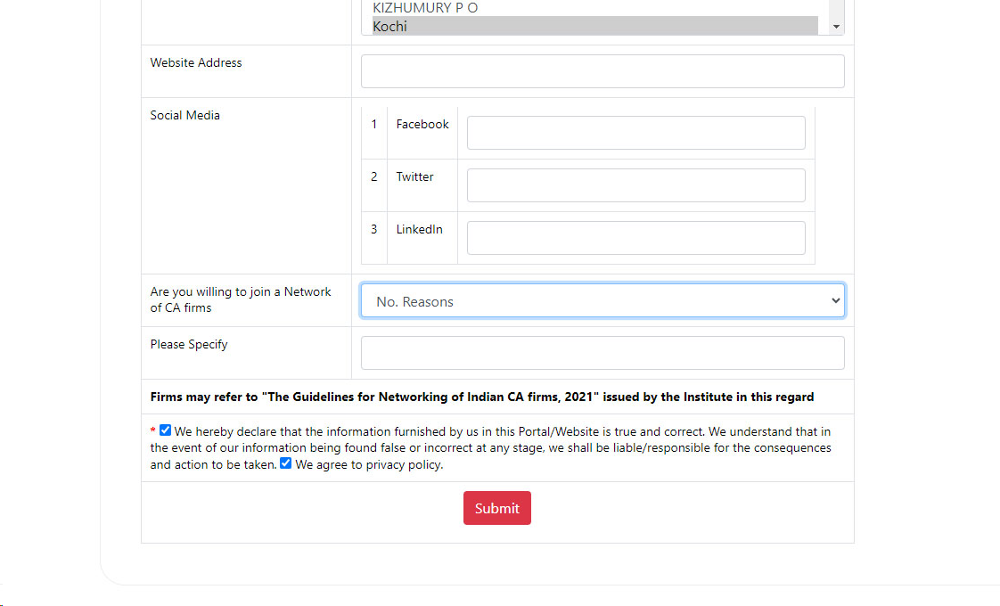 KIZHUMURY P O
Kochi
Website Address
Social Media
1 Facebook
2 Twitter
3 LinkedIn
Are you willing to join a Network
of CA firms
No. Reasons
Please Specify
Firms may refer to "The Guidelines for Networking of Indian CA firms, 2021" issued by the Institute in this regard
* We hereby declare that the information furnished by us in this Portal/Website is true and correct. We understand that in
the event of our information being found false or incorrect at any stage, we shall be liable/responsible for the consequences
and action to be taken. We agree to privacy policy.
Submit